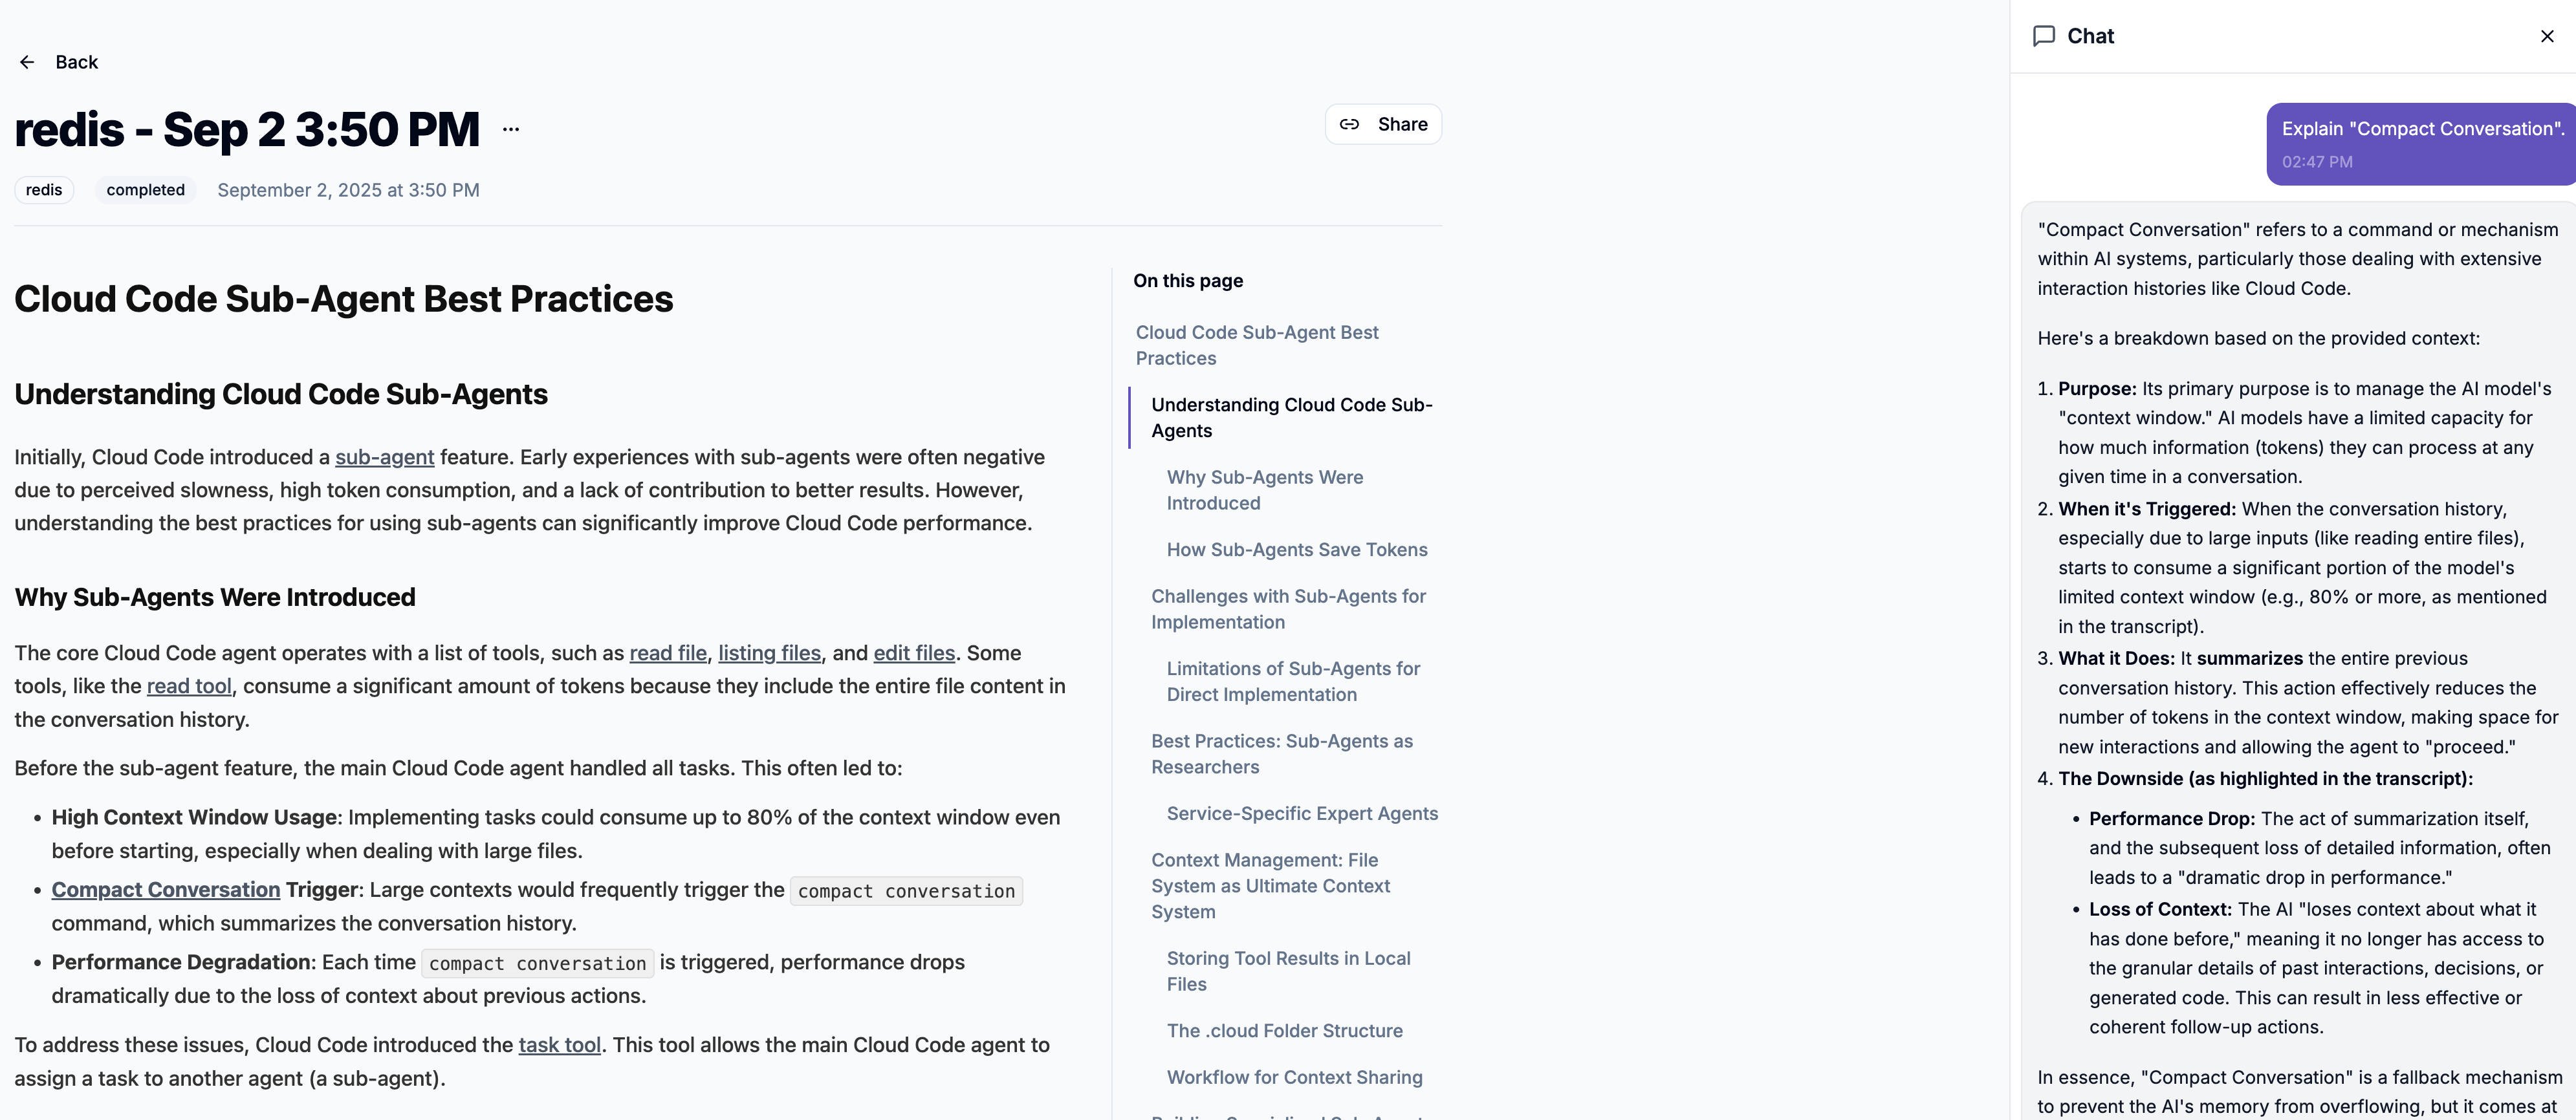 Back
redis - Sep 2 3:50 PM ...
Share
redis completed September 2, 2025 at 3:50 PM
Cloud Code Sub-Agent Best Practices
Understanding Cloud Code Sub-Agents
Initially, Cloud Code introduced a sub-agent feature. Early experiences with sub-agents were often negative
due to perceived slowness, high token consumption, and a lack of contribution to better results. However,
understanding the best practices for using sub-agents can significantly improve Cloud Code performance.
Why Sub-Agents Were Introduced
The core Cloud Code agent operates with a list of tools, such as read file, listing files, and edit files. Some
tools, like the read tool, consume a significant amount of tokens because they include the entire file content in
the conversation history.
Before the sub-agent feature, the main Cloud Code agent handled all tasks. This often led to:
• High Context Window Usage: Implementing tasks could consume up to 80% of the context window even
before starting, especially when dealing with large files.
• Compact Conversation Trigger: Large contexts would frequently trigger the compact conversation
command, which summarizes the conversation history.
• Performance Degradation: Each time compact conversation is triggered, performance drops
dramatically due to the loss of context about previous actions.
To address these issues, Cloud Code introduced the task tool. This tool allows the main Cloud Code agent to
assign a task to another agent (a sub-agent).
On this page
Cloud Code Sub-Agent Best
Practices
Understanding Cloud Code Sub-
Agents
Why Sub-Agents Were
Introduced
How Sub-Agents Save Tokens
Challenges with Sub-Agents for
Implementation
Limitations of Sub-Agents for
Direct Implementation
Best Practices: Sub-Agents as
Researchers
Service-Specific Expert Agents
Context Management: File
System as Ultimate Context
System
Storing Tool Results in Local
Files
The .cloud Folder Structure
Workflow for Context Sharing
Chat
Explain "Compact Conversation".
02:47 PM
"Compact Conversation" refers to a command or mechanism
within AI systems, particularly those dealing with extensive
interaction histories like Cloud Code.
Here's a breakdown based on the provided context:
1. Purpose: Its primary purpose is to manage the AI model's
"context window." AI models have a limited capacity for
how much information (tokens) they can process at any
given time in a conversation.
2. When it's Triggered: When the conversation history,
especially due to large inputs (like reading entire files),
starts to consume a significant portion of the model's
limited context window (e.g., 80% or more, as mentioned
in the transcript).
3. What it Does: It summarizes the entire previous
conversation history. This action effectively reduces the
number of tokens in the context window, making space for
new interactions and allowing the agent to "proceed."
4. The Downside (as highlighted in the transcript):
• Performance Drop: The act of summarization itself,
and the subsequent loss of detailed information, often
leads to a "dramatic drop in performance."
• Loss of Context: The AI "loses context about what it
has done before," meaning it no longer has access to
the granular details of past interactions, decisions, or
generated code. This can result in less effective or
coherent follow-up actions.
In essence, "Compact Conversation" is a fallback mechanism
to prevent the AI's memory from overflowing, but it comes at